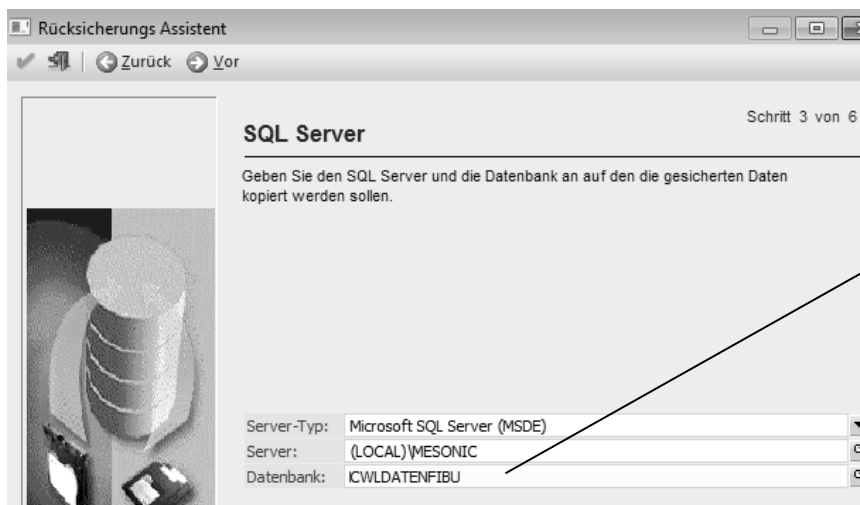 Rücksicherungs Assistent
Zurück Vor
Schritt 3 von 6
SQL Server
Geben Sie den SQL Server und die Datenbank an auf den die gesicherten Daten
kopiert werden sollen.
Server-Typ: Microsoft SQL Server (MSDE)
Server: (LOCAL)\MESONIC
Datenbank: CWLDATENFIBU